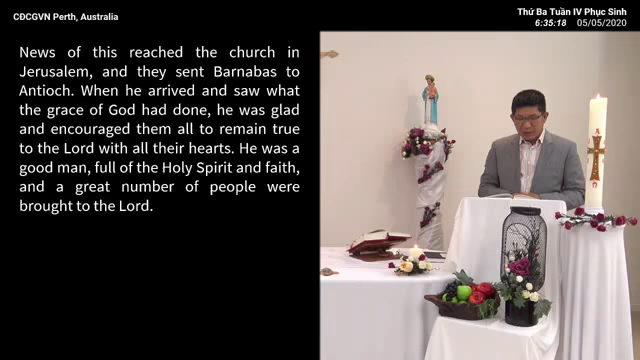 CĐCGVN Perth, Australia
Thứ Ba Tuần IV Phục Sinh
6:35:18 05/05/2020
News of this reached the church in
Jerusalem, and they sent Barnabas to
Antioch. When he arrived and saw what
the grace of God had done, he was glad
and encouraged them all to remain true
to the Lord with all their hearts. He was a
good man, full of the Holy Spirit and faith,
and a great number of people were
brought to the Lord.